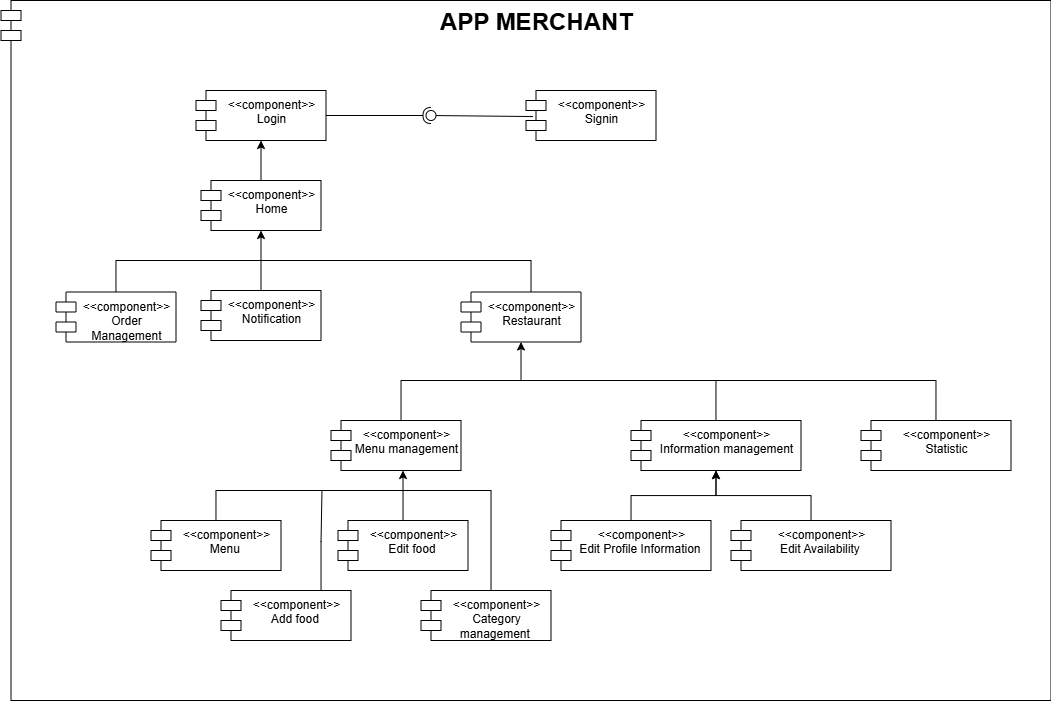 APP MERCHANT
<<component>>
Login
<<component>>
Signin
<<component>>
Home
<<component>>
Order
Management
<<component>>
Notification
<<component>>
Restaurant
<<component>>
Menu management
<<component>>
Information management
<<component>>
Statistic
<<component>>
Menu
<<component>>
Edit food
<<component>>
Edit Profile Information
<<component>>
Edit Availability
<<component>>
Add food
<<component>>
Category
management